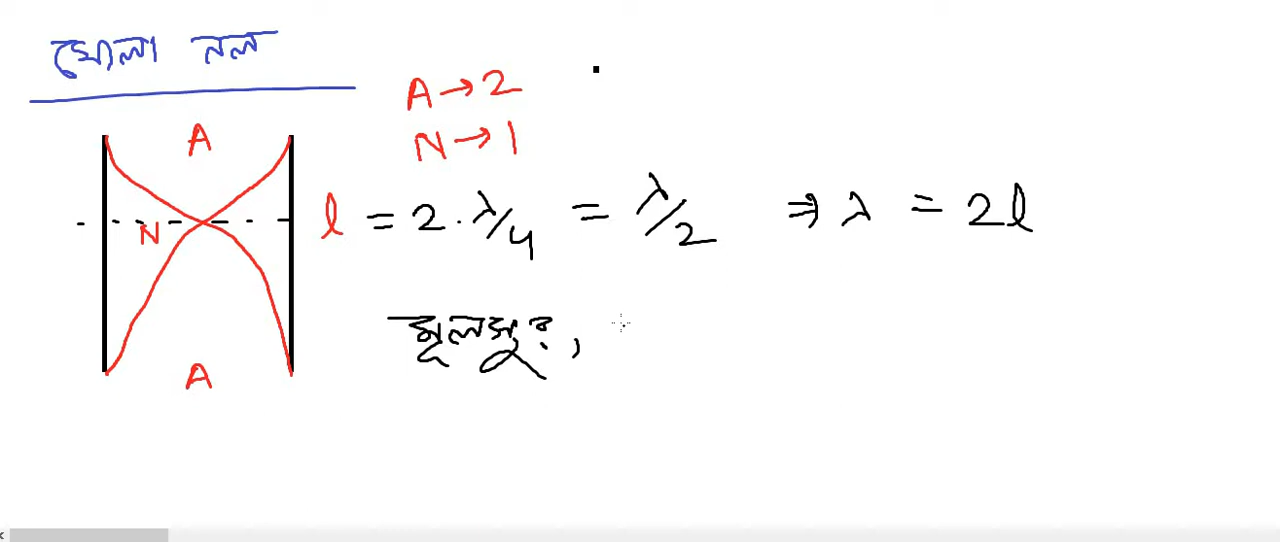 খোলা নল
A → 2
N → 1
A
N
l = 2 . λ/4 = λ/2 ⇒ λ = 2l
মূলসুর,
A